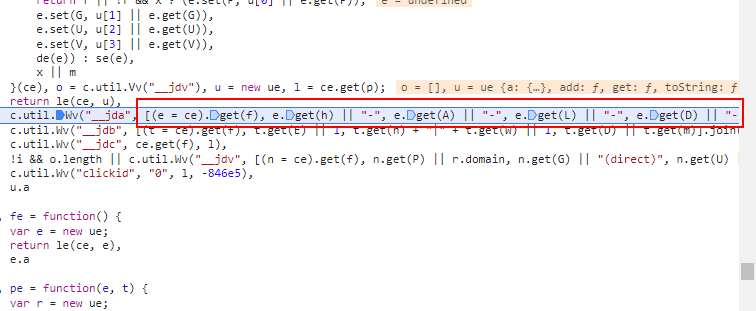 return r || !i && x ? (e.set(P, u[0] || e.get(P)), e = undefined
e.set(G, u[1] || e.get(G)),
e.set(U, u[2] || e.get(U)),
e.set(V, u[3] || e.get(V)),
de(e)) : se(e),
x || m
}(ce), o = c.util.Vv("__jdv"), u = new ue, l = ce.get(p); o = [], u = ue {a: {…}, add: ƒ, get: ƒ, toString: ƒ
return le(ce, u),
c.util.Wv("__jda", [(e = ce).get(f), e.get(h) || "-", e.get(A) || "-", e.get(L) || "-", e.get(D) || "-
c.util.Wv("__jdb", [(t = ce).get(f), t.get(E) || 1, t.get(h) + "|" + t.get(W) || 1, t.get(D) || t.get(m)].join
c.util.Wv("__jdc", ce.get(f), l),
!i && o.length || c.util.Wv("__jdv", [(n = ce).get(f), n.get(P) || r.domain, n.get(G) || "(direct)", n.get(U) |
c.util.Wv("clickid", "0", l, -846e5),
u.a
, fe = function() {
var e = new ue;
return le(ce, e),
e.a
, pe = function(e, t) {
var r = new ue;